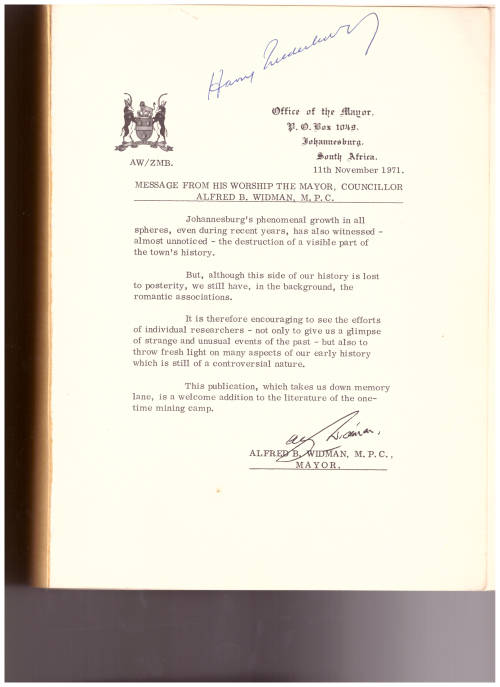 Harry
Office of the Mayor.
P. O. Box 1049.
Johannesburg.
South Africa.
AW/ZMB.
11th November 1971.
MESSAGE FROM HIS WORSHIP THE MAYOR, COUNCILLOR
ALFRED B. WIDMAN, M. P. C.
Johannesburg's phenomenal growth in all
spheres, even during recent years, has also witnessed -
almost unnoticed - the destruction of a visible part of
the town's history.
But, although this side of our history is lost
to posterity, we still have, in the background, the
romantic associations.
It is therefore encouraging to see the efforts
of individual researchers - not only to give us a glimpse
of strange and unusual events of the past - but also to
throw fresh light on many aspects of our early history
which is still of a controversial nature.
This publication, which takes us down memory
lane, is a welcome addition to the literature of the one-
time mining camp.
Widman.
ALFRED B. WIDMAN, M. P. C.,
MAYOR.